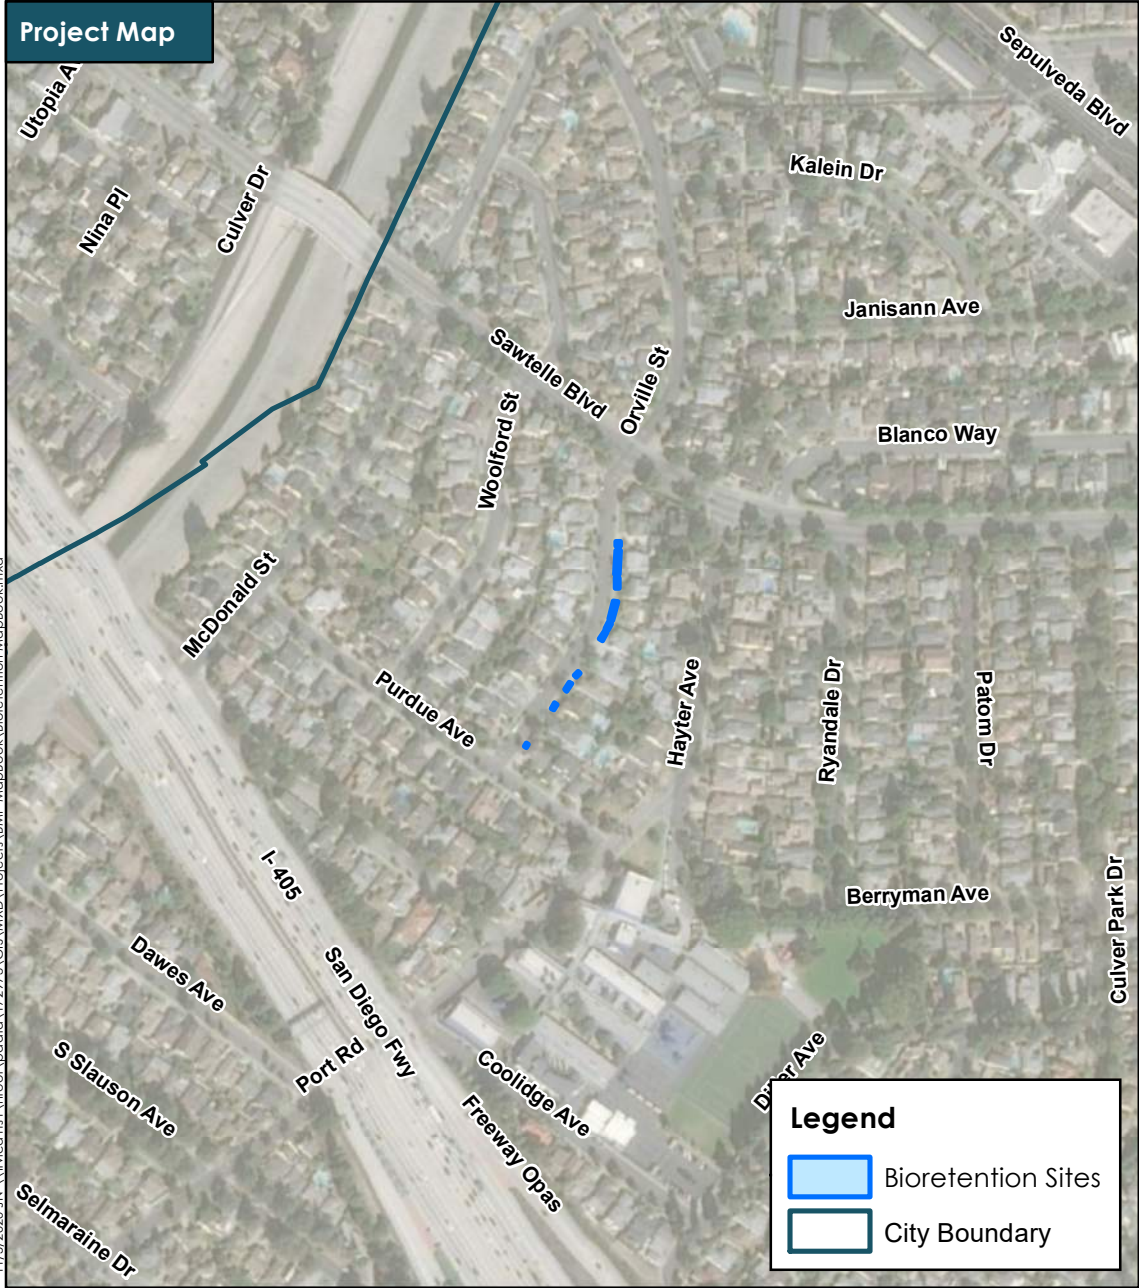 Project Map
Sepulveda Blvd
Utopia A
Kalein Dr
Nina Pl
Culver Dr
Janisann Ave
Sawtelle Blvd
Orville St
Woolford St
Blanco Way
McDonald St
Purdue Ave
Hayter Ave
Ryandale Dr
Patom Dr
I-405
Berryman Ave
Culver Park Dr
Dawes Ave
San Diego Fwy
Port Rd
S Slauson Ave
Coolidge Ave
Ave
Freeway Opas
Selmaraine Dr
Legend
Bioretention Sites
City Boundary